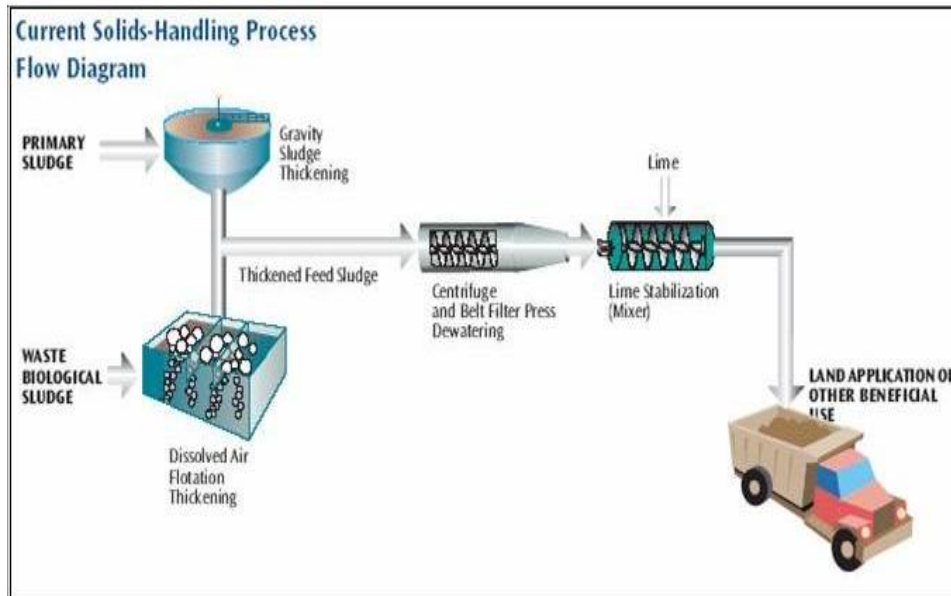 Current Solids-Handling Process
Flow Diagram
PRIMARY
SLUDGE
Gravity
Sludge
Thickening
Lime
Thickened Feed Sludge
Centrifuge
and Belt Filter Press
Dewatering
Lime Stabilization
(Mixer)
WASTE
BIOLOGICAL
SLUDGE
Dissolved Air
Flotation
Thickening
LAND APPLICATION O
OTHER BENEFICIAL
USE